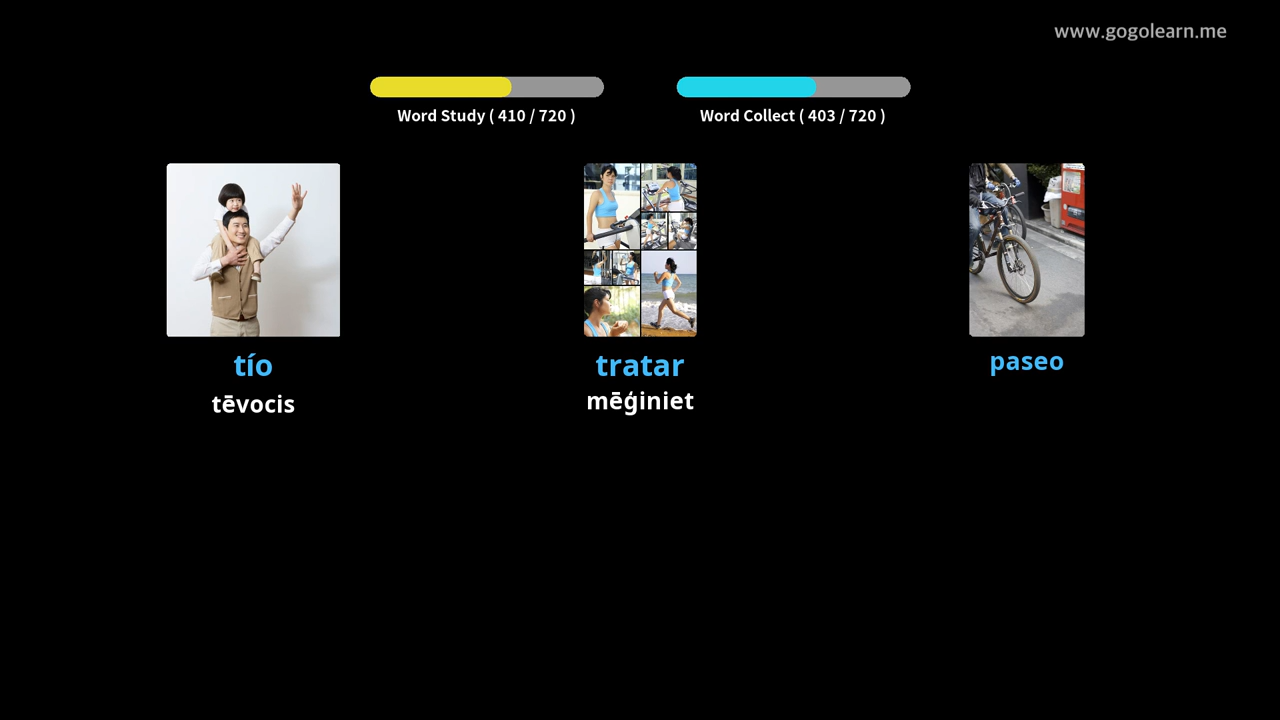 www.gogolearn.me
Word Study ( 410 / 720 )
Word Collect ( 403 / 720 )
tío
tēvocis
tratar
mēģiniet
paseo